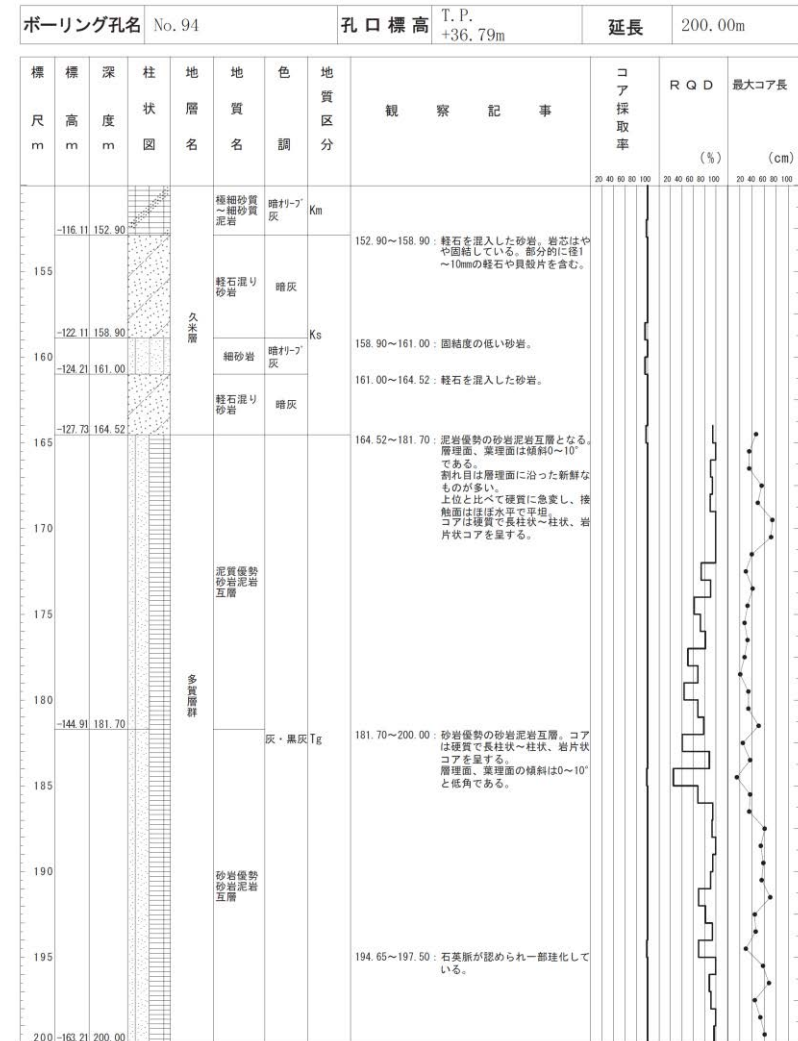 ボーリング孔名 No.94 孔口標高 T.P. +36.79m 延長 200.00m
標尺m 標高m 深度m 柱状図 地層名 地質名 色調 地質区分 観察記事 コア採取率 RQD (%) 最大コア長 (cm)
20 40 60 80 100 20 40 60 80 100 20 40 60 80
極細砂質
～細砂質
泥岩
暗オリーブ
灰
Km
-116.11 152.90
152.90～158.90：軽石を混入した砂岩。岩芯はや
や固結している。部分的に径1
～10mmの軽石や貝殻片を含む。
155
軽石混り
砂岩
暗灰
久米層
-122.11 158.90
Ks
158.90～161.00：固結度の低い砂岩。
160
細砂岩
暗オリーブ
灰
-124.21 161.00
161.00～164.52：軽石を混入した砂岩。
軽石混り
砂岩
暗灰
-127.73 164.52
164.52～181.70：泥岩優勢の砂岩泥岩互層となる。
層理面、葉理面は傾斜0～10°
である。
割れ目は層理面に沿った新鮮な
ものが多い。
上位と比べて硬質に急変し、接
触面はほぼ水平で平坦。
コアは硬質で長柱状～柱状、岩
片状コアを呈する。
165
170
泥質優勢
砂岩泥岩
互層
175
多賀層群
180
-144.91 181.70
灰・黒灰 Tg
181.70～200.00：砂岩優勢の砂岩泥岩互層。コア
は硬質で長柱状～柱状、岩片状
コアを呈する。
層理面、葉理面の傾斜は0～10°
と低角である。
185
190
砂岩優勢
砂岩泥岩
互層
195
194.65～197.50：石英脈が認められ一部珪化して
いる。
200 -163.21 200.00